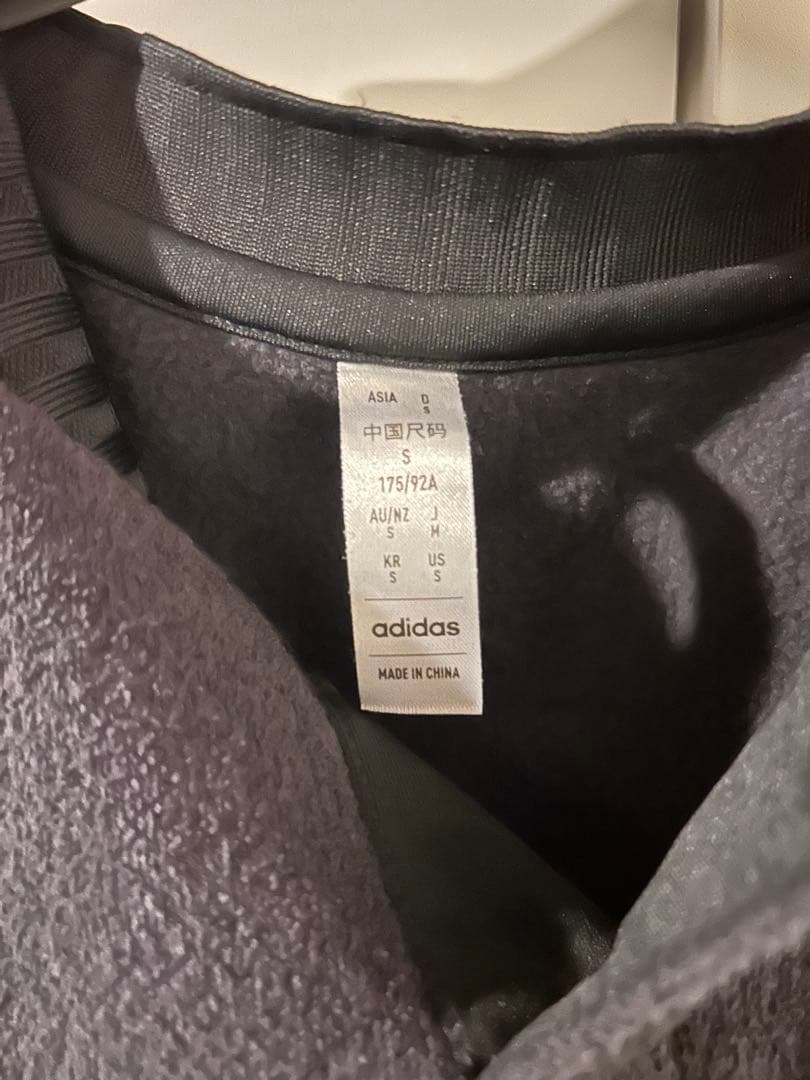 ASIA D
S
中国尺码
S
175/92A
AU/NZ J
S M
KR US
S S
adidas
MADE IN CHINA